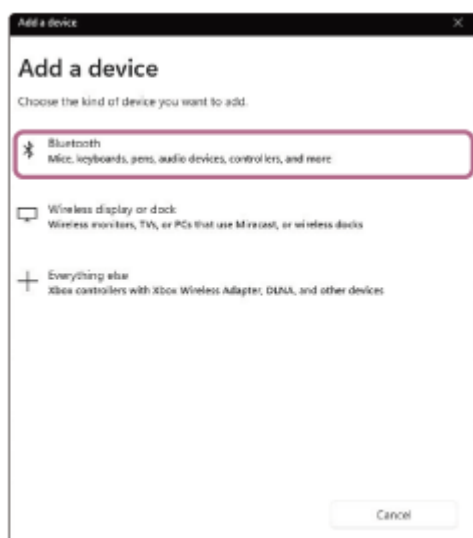 Add a device
Add a device
Choose the kind of device you want to add.
Bluetooth
Mice, keyboards, pens, audio devices, controllers, and more
Wireless display or dock
Wireless monitors, TVs, or PCs that use Miracast, or wireless docks
Everything else
Xbox controllers with Xbox Wireless Adapter, DLNA, and other devices
Cancel